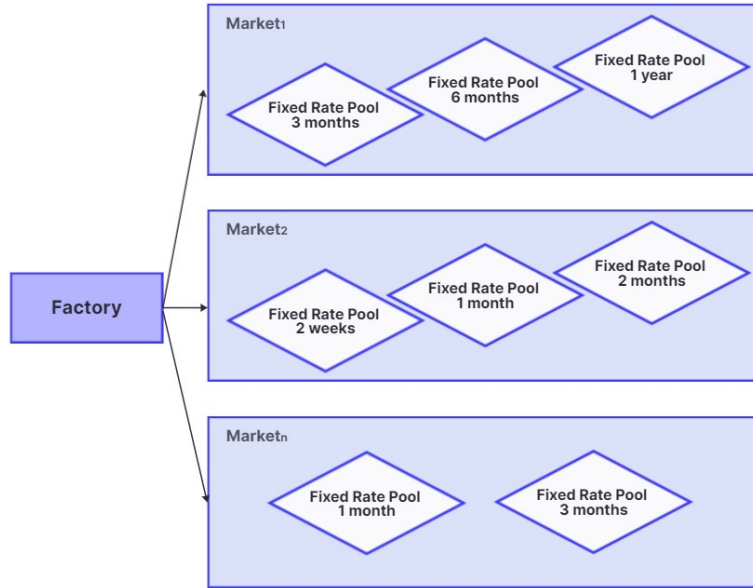 Market₁
Fixed Rate Pool
1 year
Fixed Rate Pool
6 months
Fixed Rate Pool
3 months
Market₂
Fixed Rate Pool
2 months
Fixed Rate Pool
1 month
Fixed Rate Pool
2 weeks
Factory
Marketₙ
Fixed Rate Pool
1 month
Fixed Rate Pool
3 months